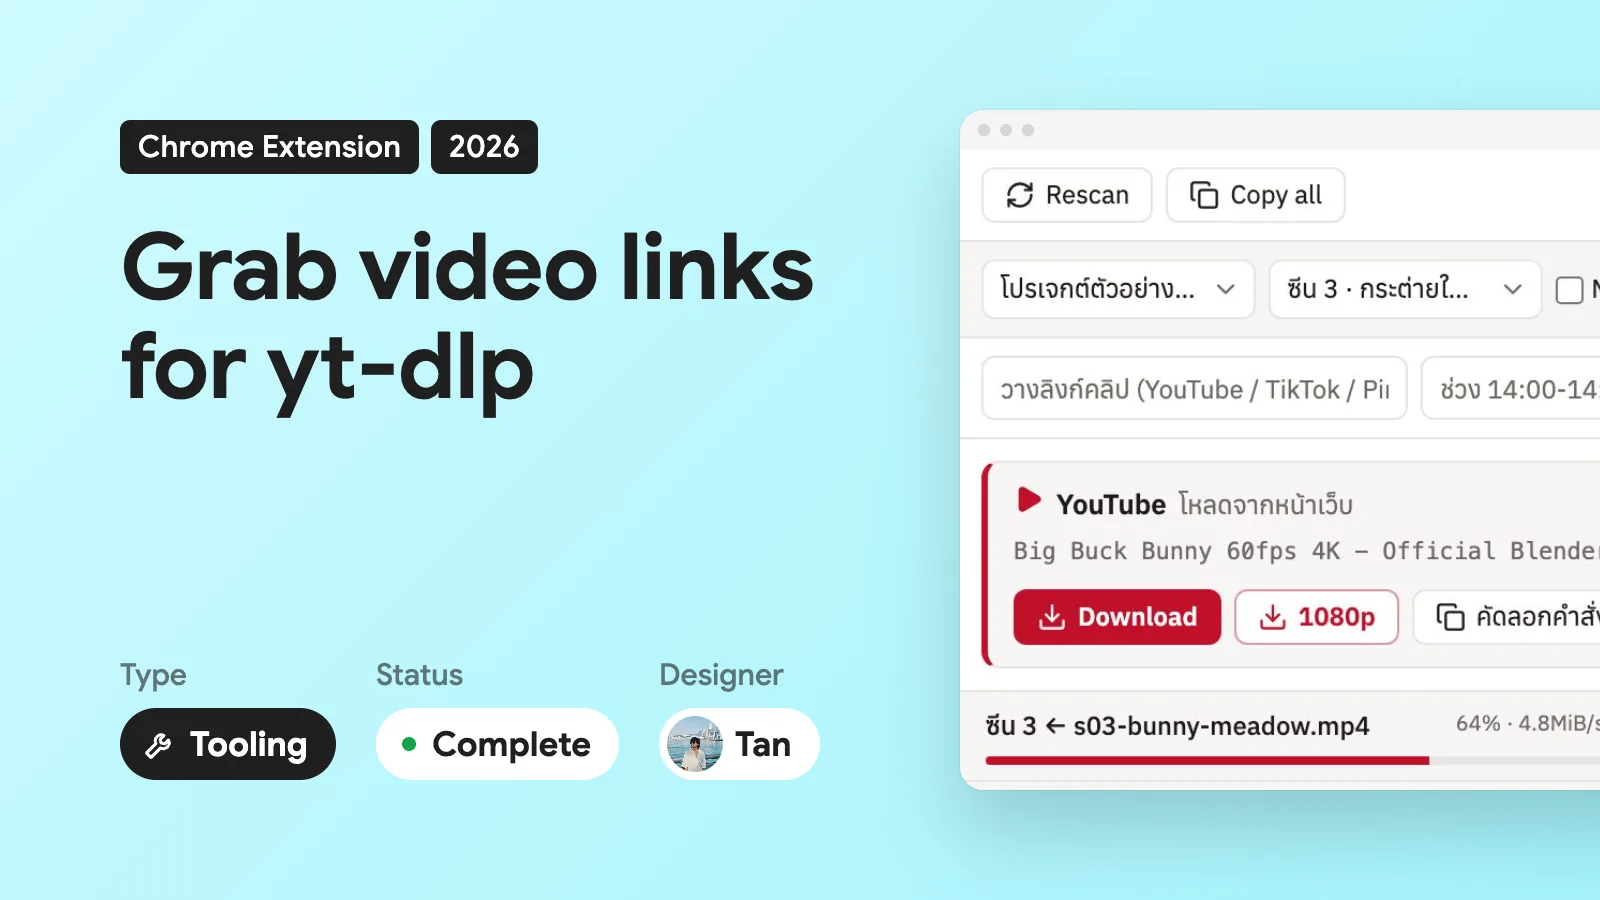 Chrome Extension 2026
Grab video links
for yt-dlp
Type Status Designer
Tooling Complete Tan
Rescan Copy all
โปรเจกต์ตัวอย่าง... ซีน 3 · กระต่ายใ...
วางลิงก์คลิป (YouTube / TikTok / Pi ช่วง 14:00-14:
YouTube โหลดจากหน้าเว็บ
Big Buck Bunny 60fps 4K – Official Blender
Download 1080p คัดลอกคำสั่
ซีน 3 ← s03-bunny-meadow.mp4 64% · 4.8MiB/s